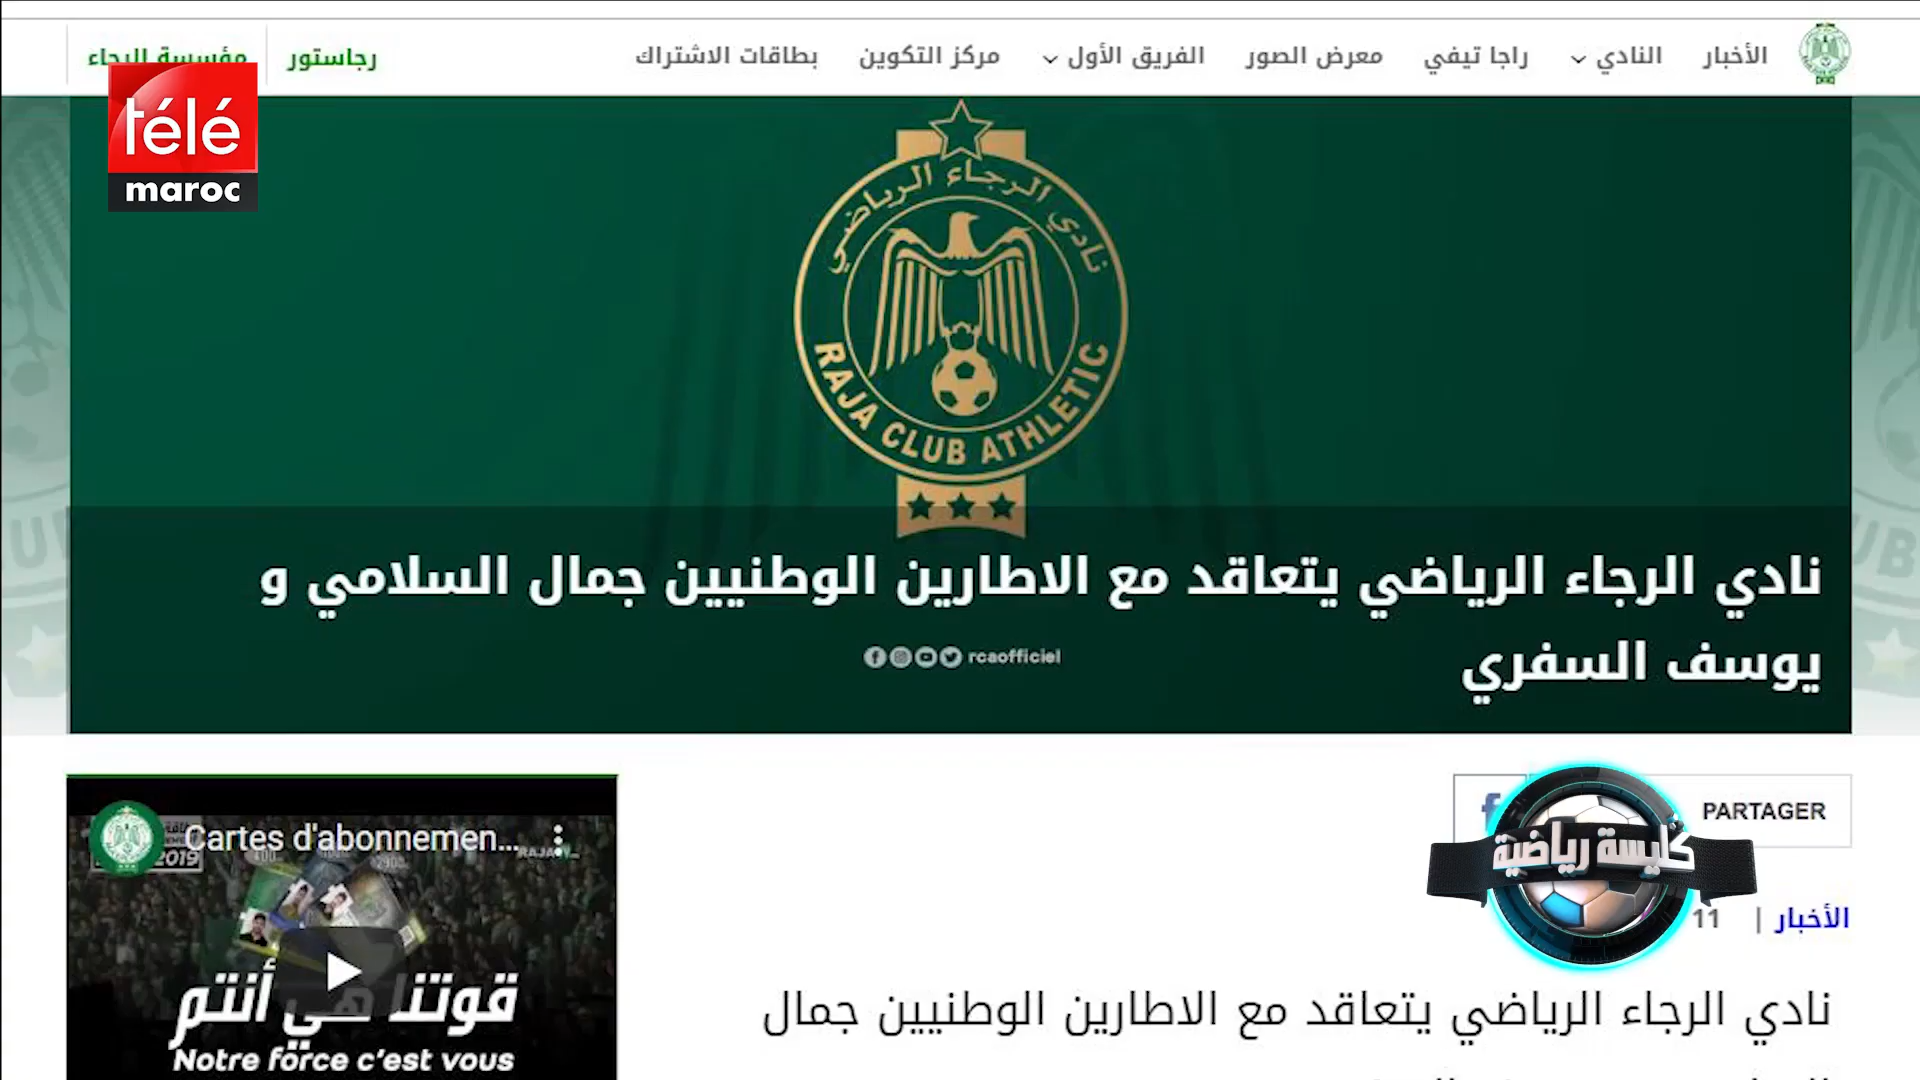 الأخبار
النادي
راجا تيفي
معرض الصور
الفريق الأول
مركز التكوين
بطاقات الاشتراك
رجاستور
مؤسسة الرجاء
télé
maroc
نادي الرجاء الرياضي
RAJA CLUB ATHLETIC
نادي الرجاء الرياضي يتعاقد مع الاطارين الوطنيين جمال السلامي و
يوسف السفري
rcaofficiel
PARTAGER
كليسة رياضية
الأخبار | 11
نادي الرجاء الرياضي يتعاقد مع الاطارين الوطنيين جمال
Cartes d'abonnemen...
2019
قوتنا هي أنتم
Notre force c'est vous